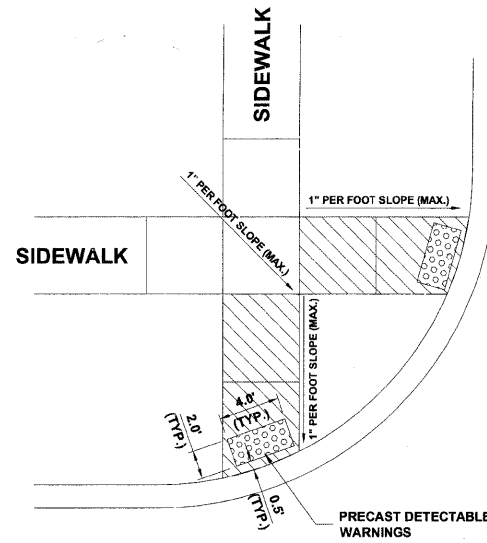 SIDEWALK
1" PER FOOT SLOPE (MAX.)
1" PER FOOT SLOPE (MAX.)
SIDEWALK
1" PER FOOT SLOPE (MAX.)
4.0'
(TYP.)
2.0'
(TYP.)
0.5'
(TYP.)
PRECAST DETECTABLE
WARNINGS